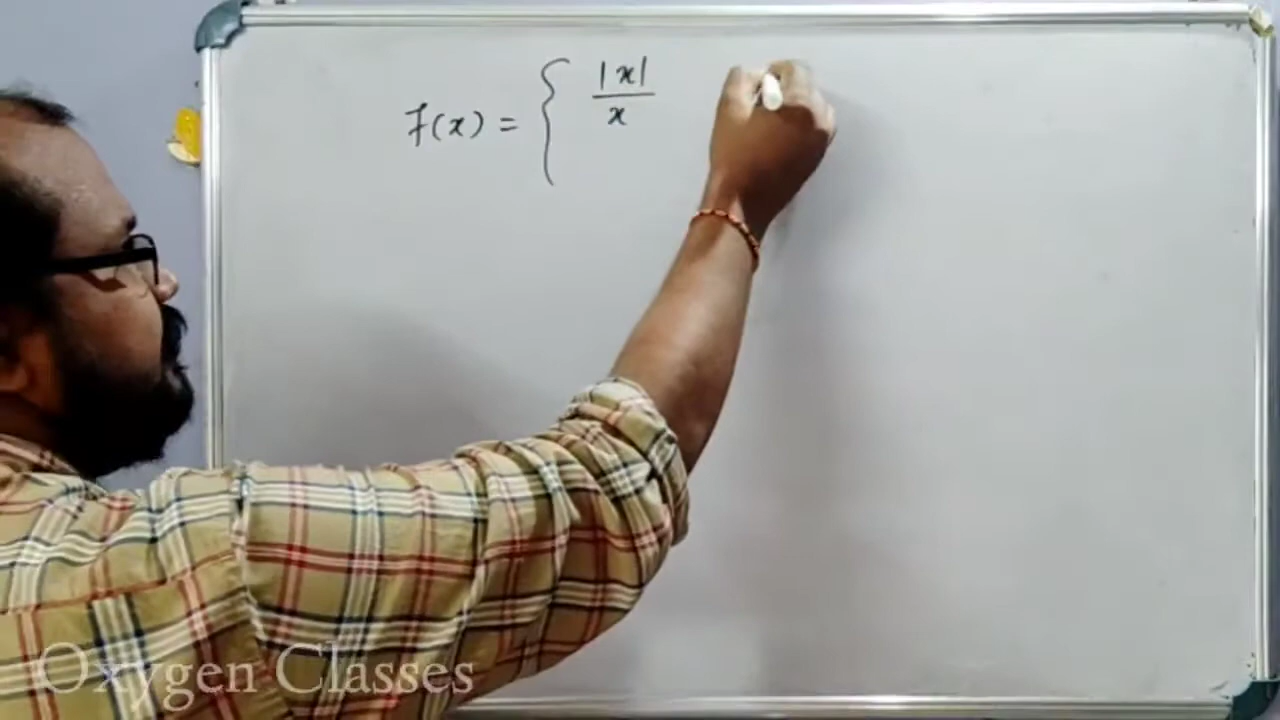 f(x) = { |x| / x
Oxygen Classes